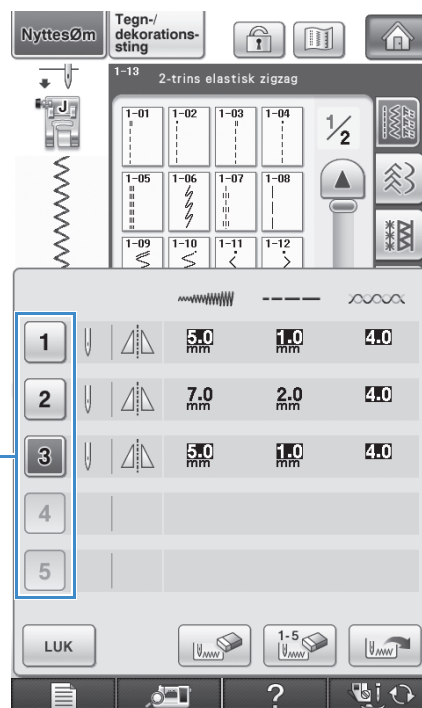 NyttesØm
Tegn-/
dekorations-
sting
1-13 2-trins elastisk zigzag
J
1-01 1-02 1-03 1-04
1/2
1-05 1-06 1-07 1-08
1-09 1-10 1-11 1-12
1 5.0 mm 1.0 mm 4.0
2 7.0 mm 2.0 mm 4.0
3 5.0 mm 1.0 mm 4.0
4
5
LUK
1-5
?